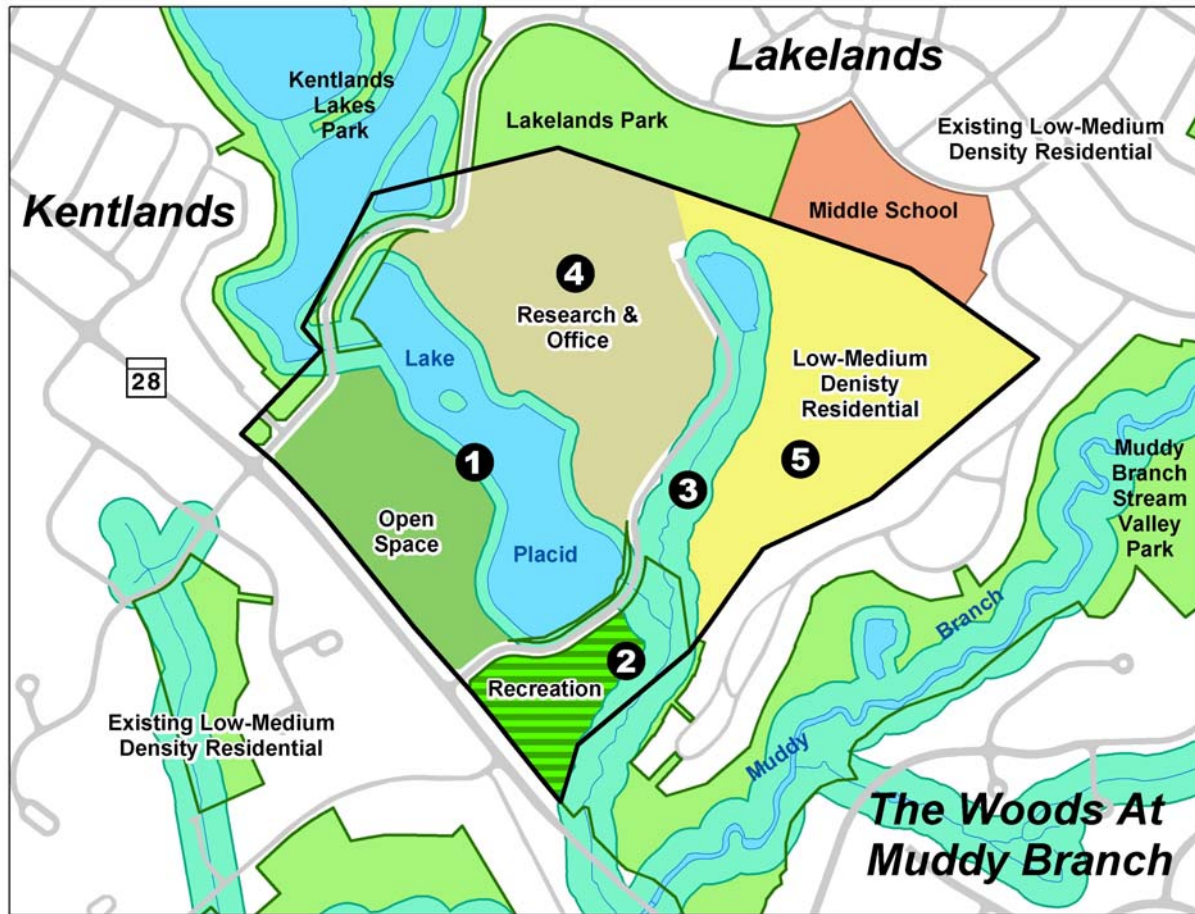 Lakelands
Kentlands
Lakes
Park
Lakelands Park
Existing Low-Medium
Density Residential
Kentlands
Middle School
4
Research &
Office
28
Lake
Low-Medium
Denisty
Residential
1
5
3
Muddy
Branch
Stream
Valley
Park
Open
Space
Placid
Branch
2
Recreation
Existing Low-Medium
Density Residential
Muddy
The Woods At
Muddy Branch